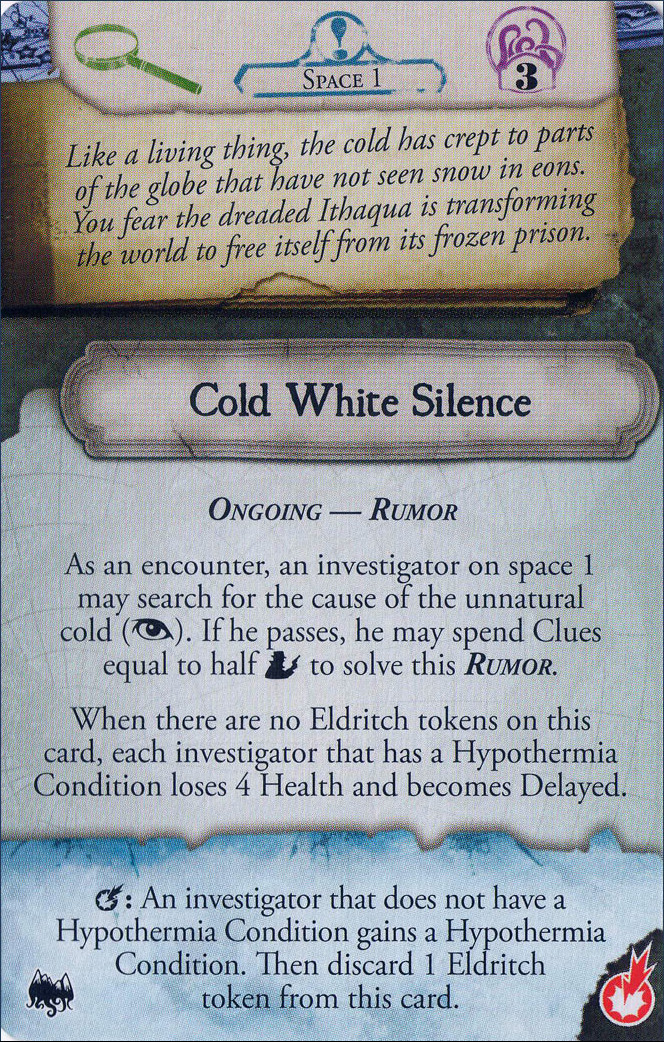 SPACE 1
3
Like a living thing, the cold has crept to parts
of the globe that have not seen snow in eons.
You fear the dreaded Ithaqua is transforming
the world to free itself from its frozen prison.
Cold White Silence
ONGOING — RUMOR
As an encounter, an investigator on space 1
may search for the cause of the unnatural
cold ( ). If he passes, he may spend Clues
equal to half to solve this RUMOR.
When there are no Eldritch tokens on this
card, each investigator that has a Hypothermia
Condition loses 4 Health and becomes Delayed.
: An investigator that does not have a
Hypothermia Condition gains a Hypothermia
Condition. Then discard 1 Eldritch
token from this card.